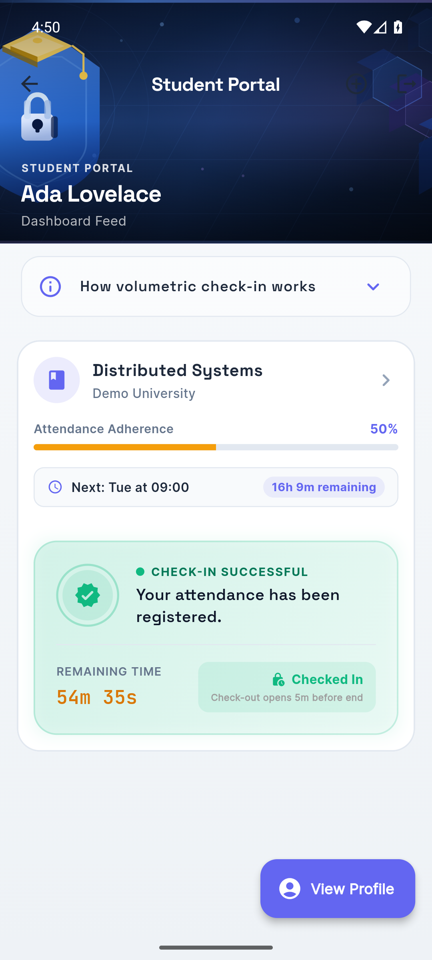 4:50
Student Portal
STUDENT PORTAL
Ada Lovelace
Dashboard Feed
How volumetric check-in works
Distributed Systems
Demo University
Attendance Adherence 50%
Next: Tue at 09:00 16h 9m remaining
CHECK-IN SUCCESSFUL
Your attendance has been
registered.
REMAINING TIME
54m 35s
Checked In
Check-out opens 5m before end
View Profile